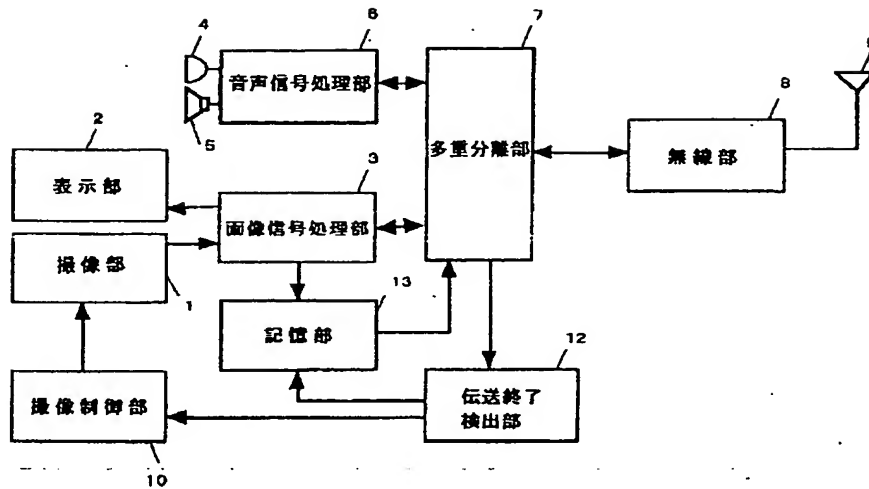 4
6
7
9
音声信号処理部
8
2
5
3
多重分離部
無線部
表示部
画像信号処理部
撮像部
1
13
記憶部
12
撮像制御部
伝送終了
検出部
10